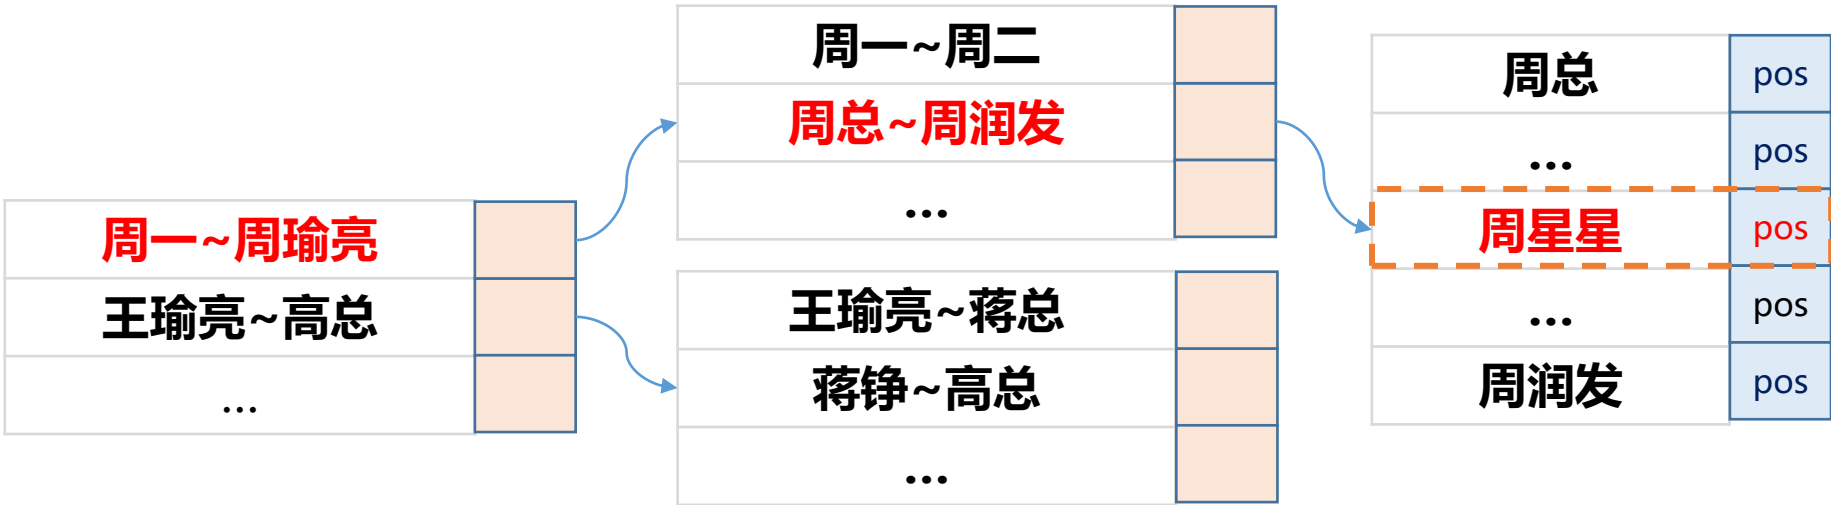 周一~周瑜亮
王瑜亮~高总
...
周一~周二
周总~周润发
...
王瑜亮~蒋总
蒋铮~高总
...
周总 pos
... pos
周星星 pos
... pos
周润发 pos